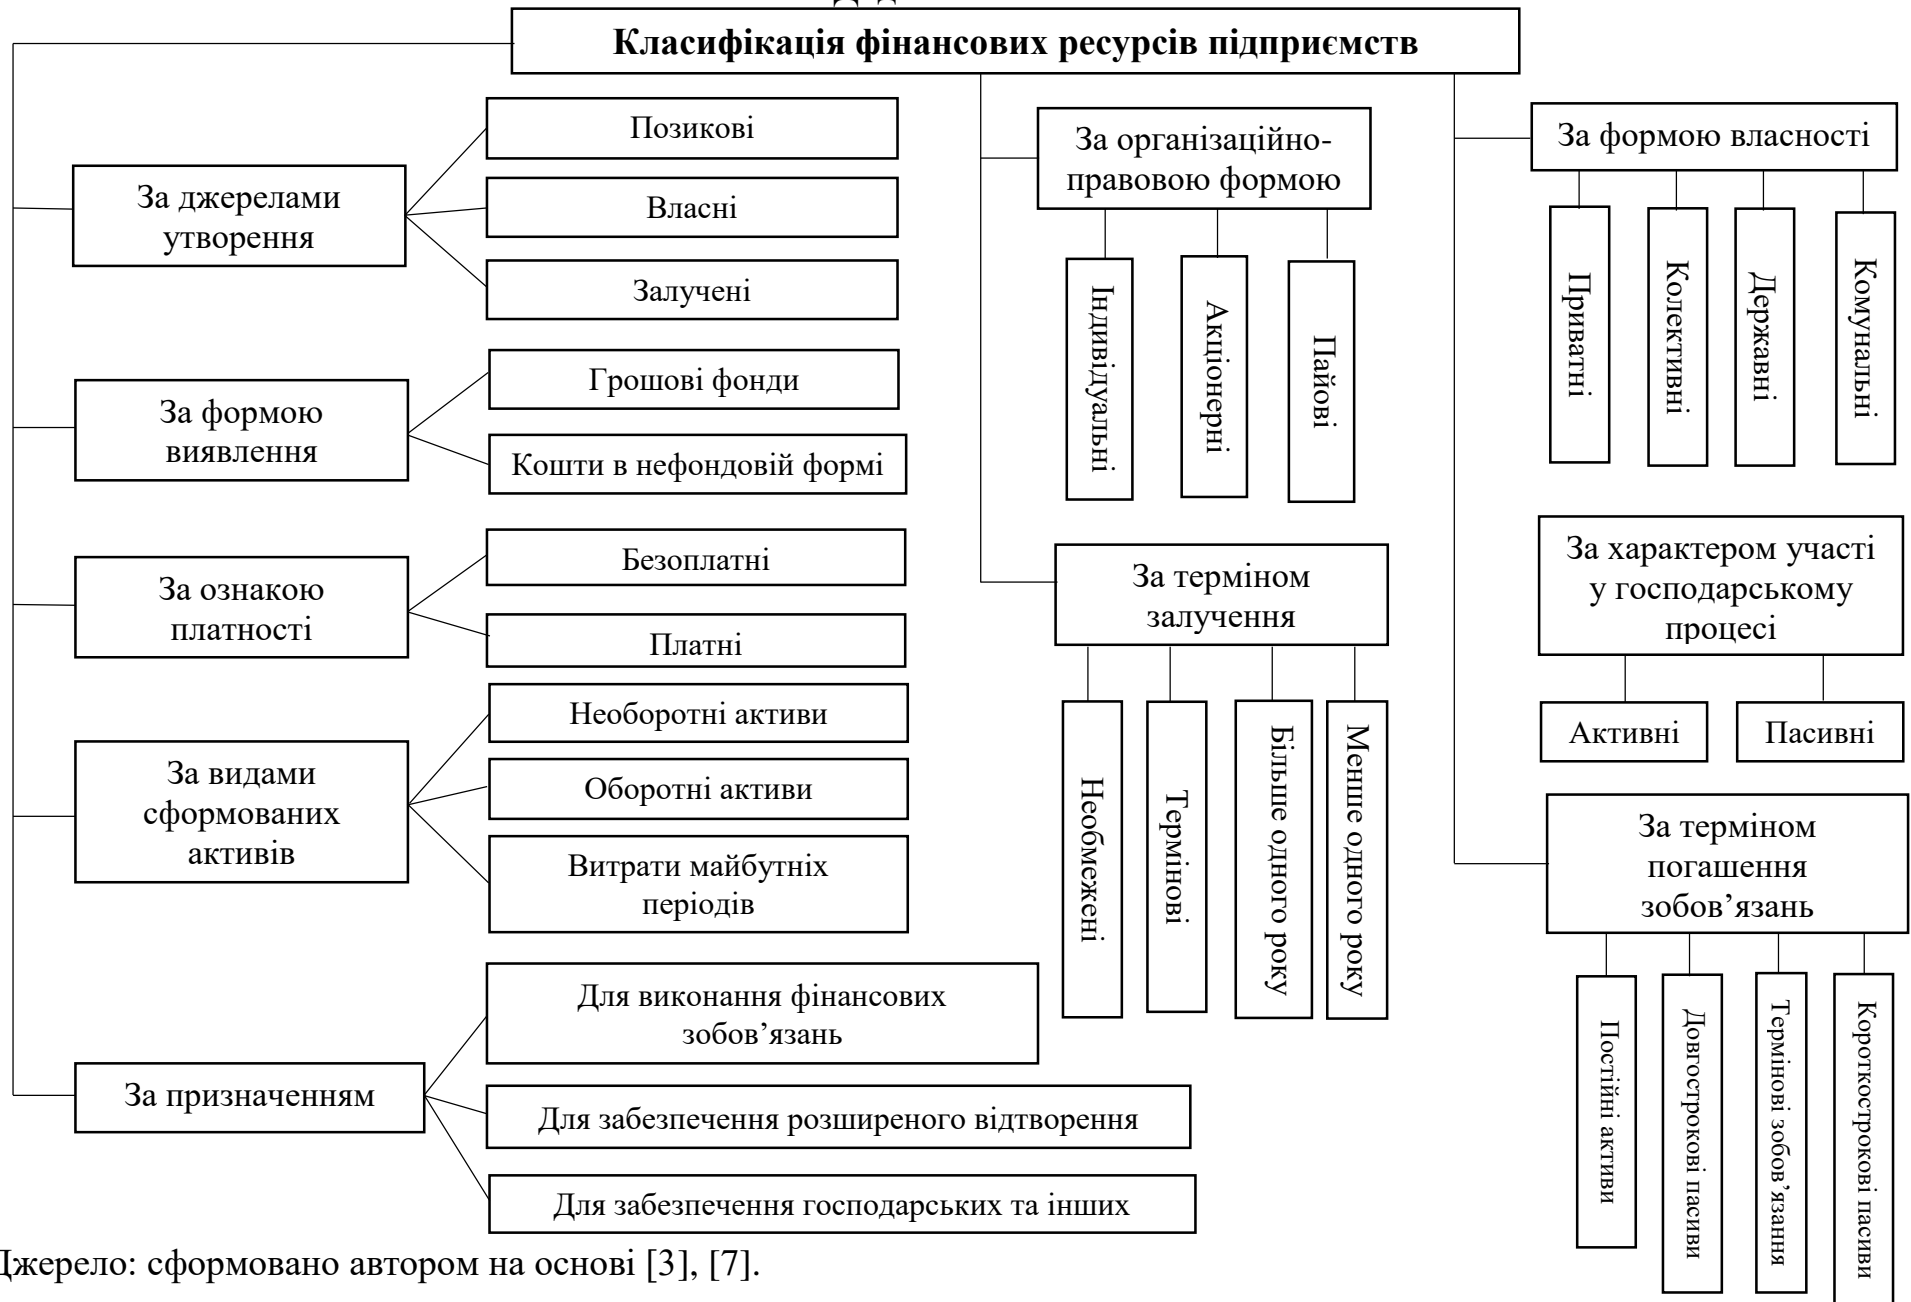 Класифікація фінансових ресурсів підприємств
За джерелами
утворення
Позикові
Власні
Залучені
За формою
виявлення
Грошові фонди
Кошти в нефондовій формі
За ознакою
платності
Безоплатні
Платні
За видами
сформованих
активів
Необоротні активи
Оборотні активи
Витрати майбутніх
періодів
За призначенням
Для виконання фінансових
зобов’язань
Для забезпечення розширеного відтворення
Для забезпечення господарських та інших
За організаційно-
правовою формою
Індивідуальні
Акціонерні
Пайові
За терміном
залучення
Необмежені
Термінові
Більше одного року
Менше одного року
За формою власності
Приватні
Колективні
Державні
Комунальні
За характером участі
у господарському
процесі
Активні
Пасивні
За терміном
погашення
зобов’язань
Постійні активи
Довгострокові пасиви
Термінові зобов’язання
Короткострокові пасиви
Джерело: сформовано автором на основі [3], [7].